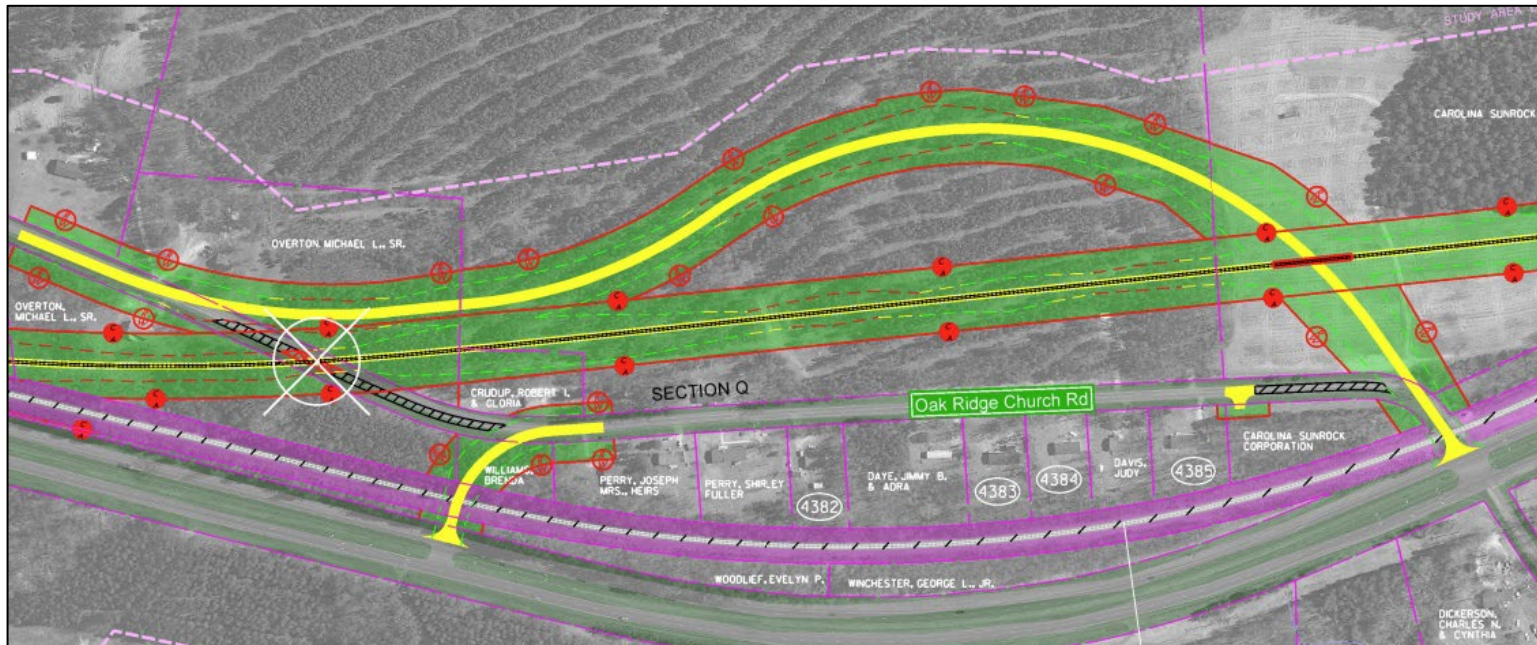 STUDY AREA
CAROLINA SUNROCK
OVERTON, MICHAEL L., SR.
OVERTON,
MICHAEL L., SR.
C
A
C
A
C
A
C
A
C
A
C
A
C
A
C
A
C
A
C
A
CRUDUP, ROBERT L.
& GLORIA
SECTION Q
Oak Ridge Church Rd
WILLIAMS,
BRENDA
PERRY, JOSEPH
MRS., HEIRS
PERRY, SHIRLEY
FULLER
4382
DAYE, JIMMY B.
& ADRA
4383
4384
DAVIS,
JUDY
4385
CAROLINA SUNROCK
CORPORATION
WOODLIEF, EVELYN P.
WINCHESTER, GEORGE L., JR.
DICKERSON,
CHARLES N.
& CYNTHIA